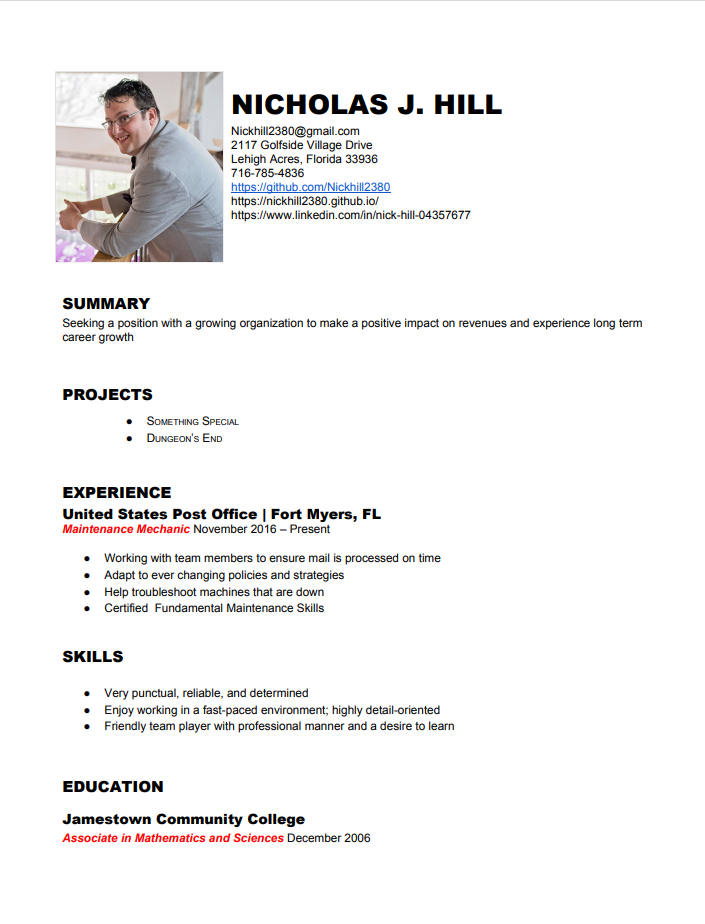 NICHOLAS J. HILL
Nickhill2380@gmail.com
2117 Golfside Village Drive
Lehigh Acres, Florida 33936
716-785-4836
https://github.com/Nickhill2380
https://nickhill2380.github.io/
https://www.linkedin.com/in/nick-hill-04357677
SUMMARY
Seeking a position with a growing organization to make a positive impact on revenues and experience long term
career growth
PROJECTS
● Something Special
● Dungeon's End
EXPERIENCE
United States Post Office | Fort Myers, FL
Maintenance Mechanic November 2016 – Present
● Working with team members to ensure mail is processed on time
● Adapt to ever changing policies and strategies
● Help troubleshoot machines that are down
● Certified  Fundamental Maintenance Skills
SKILLS
● Very punctual, reliable, and determined
● Enjoy working in a fast-paced environment; highly detail-oriented
● Friendly team player with professional manner and a desire to learn
EDUCATION
Jamestown Community College
Associate in Mathematics and Sciences December 2006